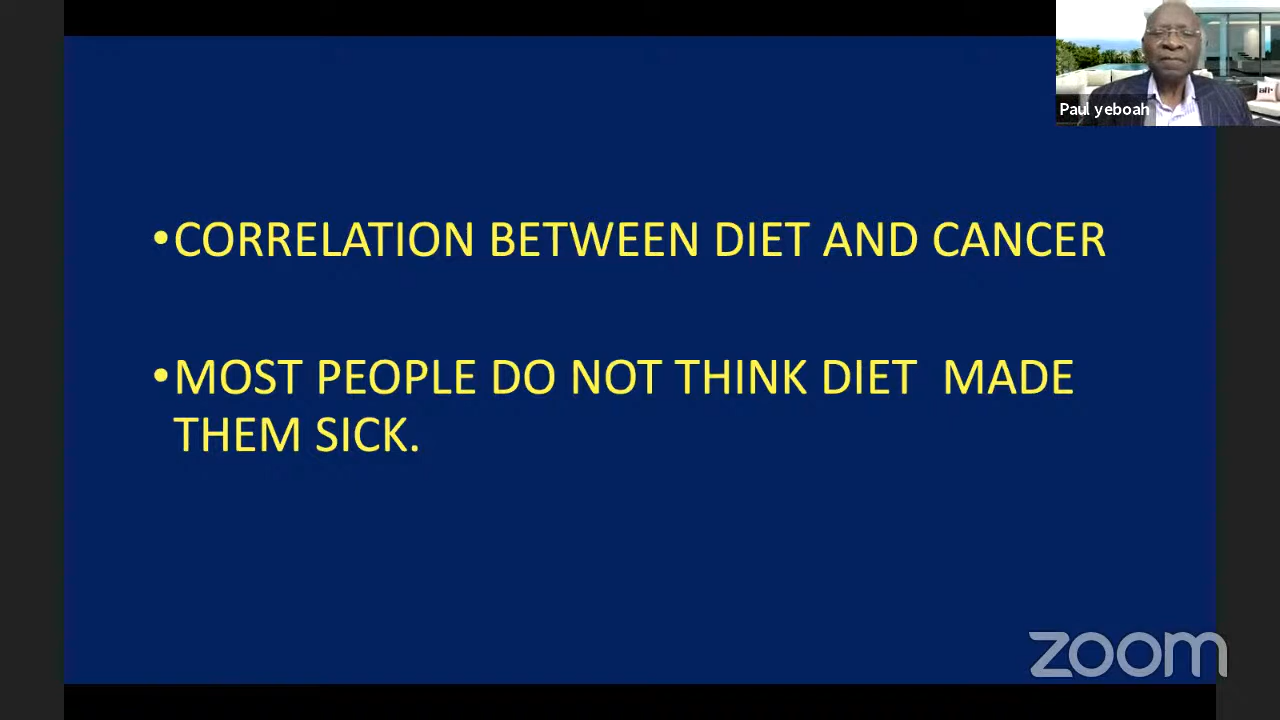 Paul yeboah
•CORRELATION BETWEEN DIET AND CANCER
•MOST PEOPLE DO NOT THINK DIET MADE
THEM SICK.
zoom